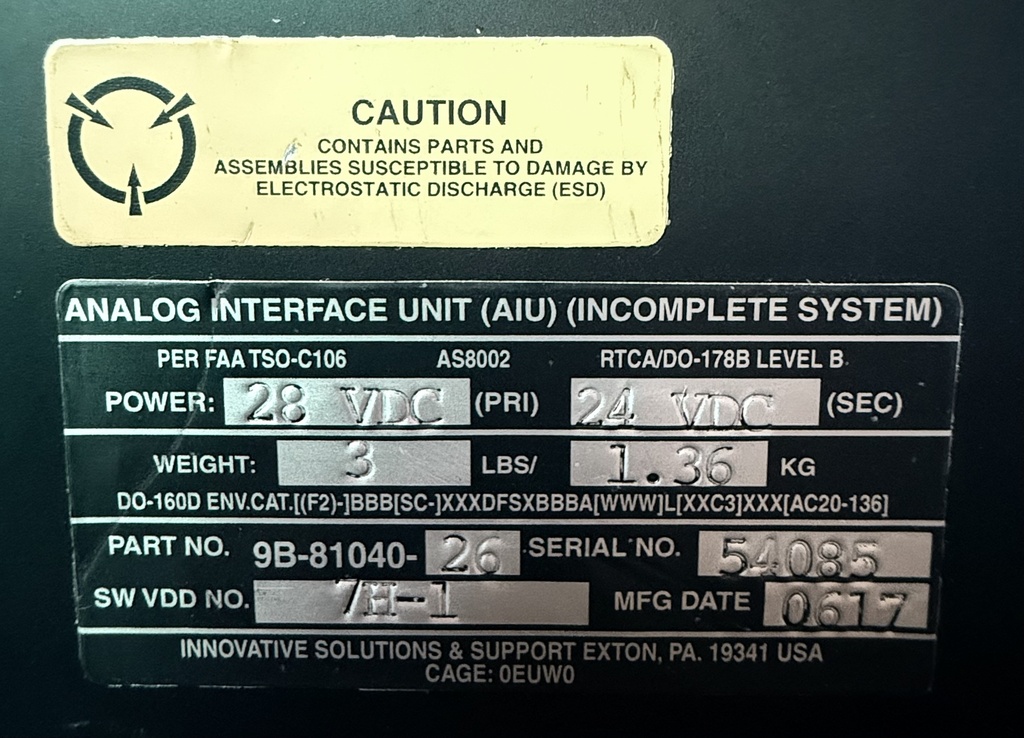 CAUTION
CONTAINS PARTS AND
ASSEMBLIES SUSCEPTIBLE TO DAMAGE BY
ELECTROSTATIC DISCHARGE (ESD)
ANALOG INTERFACE UNIT (AIU) (INCOMPLETE SYSTEM)
PER FAA TSO-C106 AS8002 RTCA/DO-178B LEVEL B
POWER: 28 VDC (PRI) 24 VDC (SEC)
WEIGHT: 3 LBS/ 1.36 KG
DO-160D ENV.CAT.[(F2)-]BBB[SC-]XXXDFSXBBBA[WWW]L[XXC3]XXX[AC20-136]
PART NO. 9B-81040- 26 SERIAL NO. 54085
SW VDD NO. 7H-1 MFG DATE 0617
INNOVATIVE SOLUTIONS & SUPPORT EXTON, PA. 19341 USA
CAGE: 0EUW0